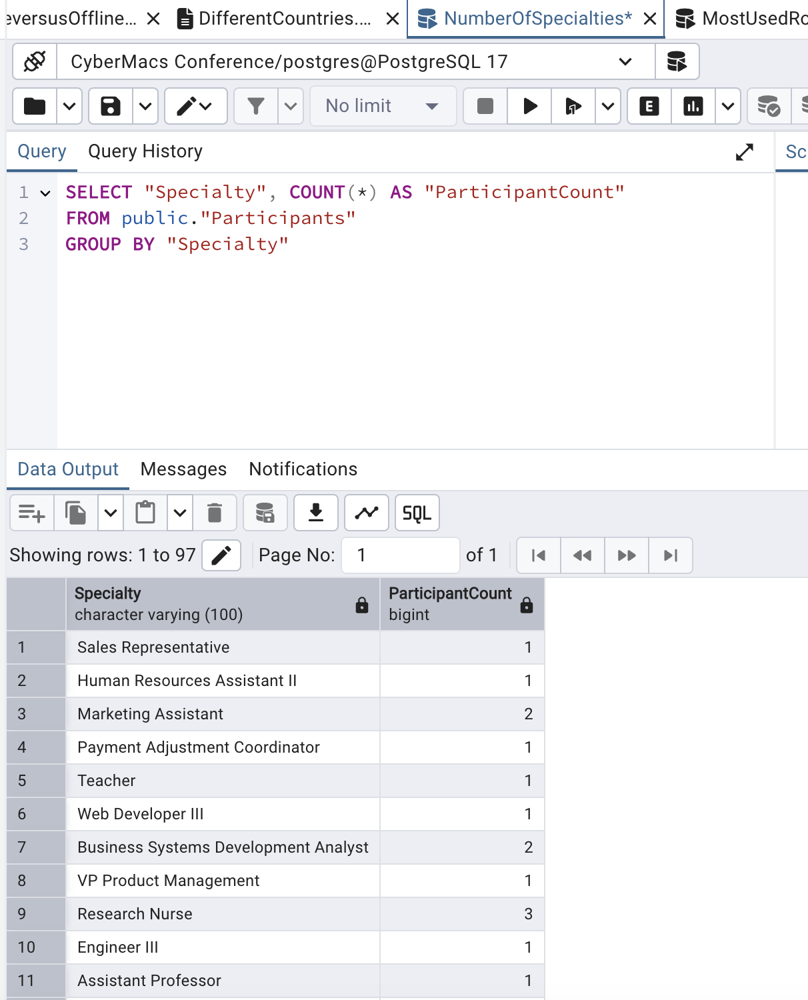 eversusOffline...
DifferentCountries....
NumberOfSpecialties*
MostUsedRo
CyberMacs Conference/postgres@PostgreSQL 17
No limit
E
Query
Query History
Sc
1 SELECT "Specialty", COUNT(*) AS "ParticipantCount"
2 FROM public."Participants"
3 GROUP BY "Specialty"
Data Output Messages Notifications
SQL
Showing rows: 1 to 97 Page No: 1 of 1
Specialty ParticipantCount
character varying (100) bigint
1 Sales Representative 1
2 Human Resources Assistant II 1
3 Marketing Assistant 2
4 Payment Adjustment Coordinator 1
5 Teacher 1
6 Web Developer III 1
7 Business Systems Development Analyst 2
8 VP Product Management 1
9 Research Nurse 3
10 Engineer III 1
11 Assistant Professor 1